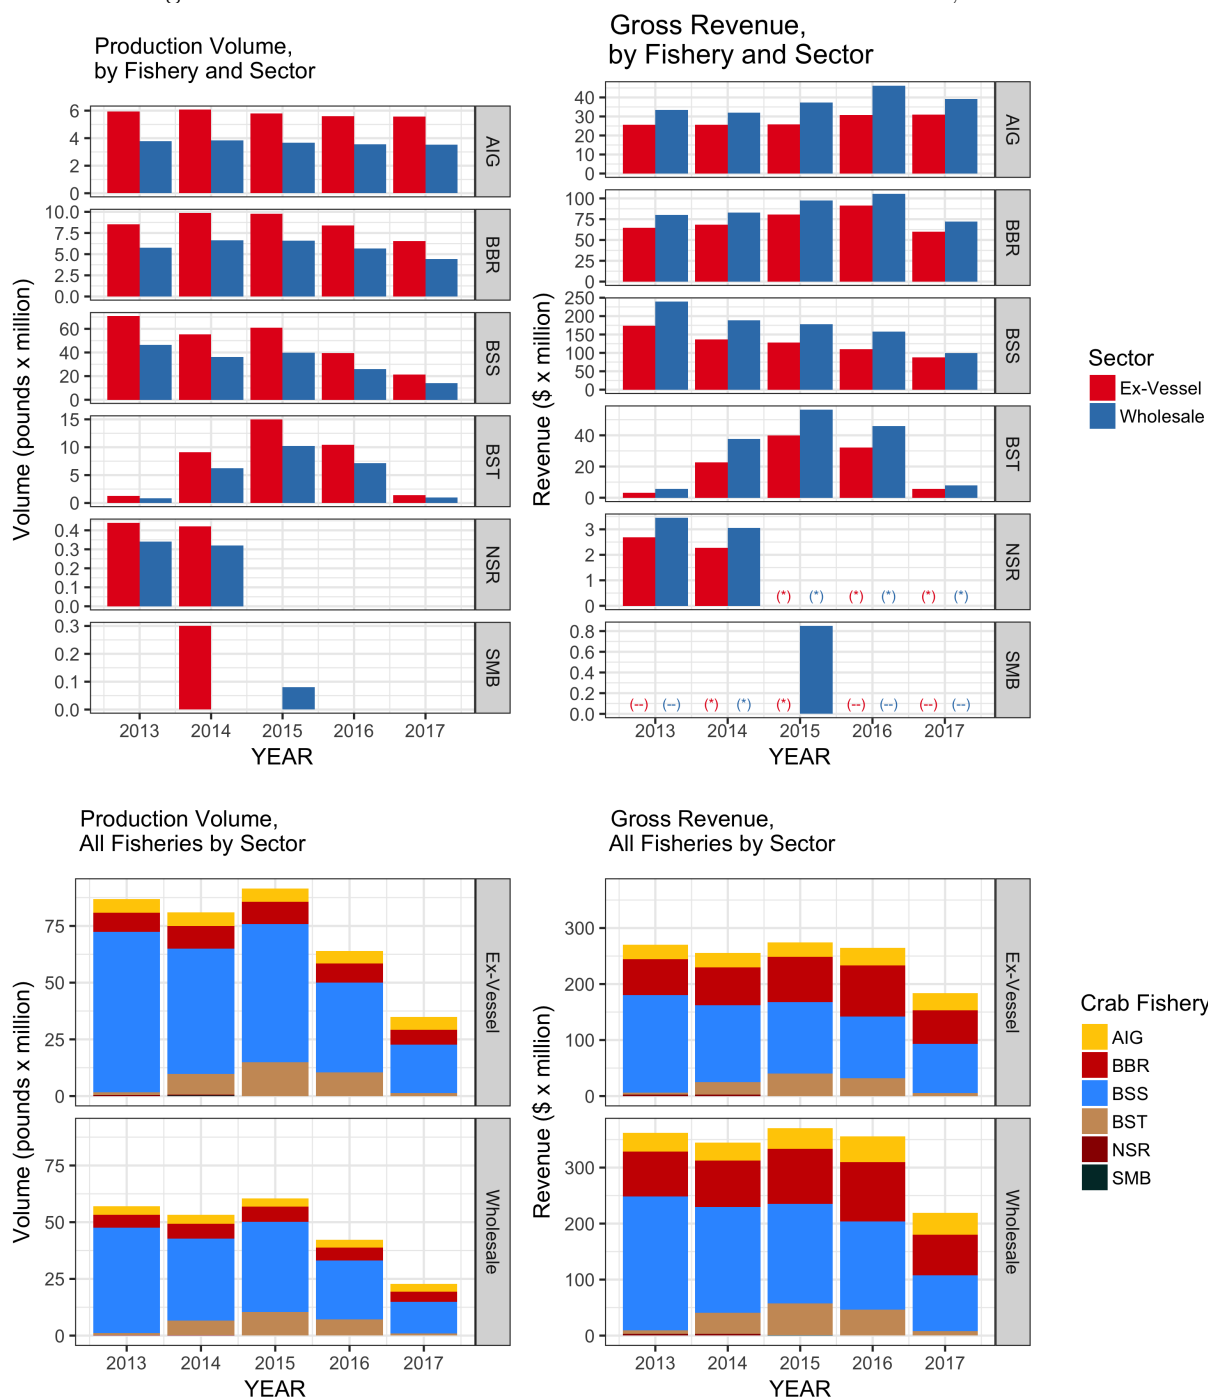 Production Volume,
by Fishery and Sector
Gross Revenue,
by Fishery and Sector
Volume (pounds x million)
6
4
2
0
AIG
10.0
7.5
5.0
2.5
0.0
BBR
60
40
20
0
BSS
15
10
5
0
BST
0.4
0.3
0.2
0.1
0.0
NSR
0.3
0.2
0.1
0.0
SMB
2013 2014 2015 2016 2017
YEAR
Revenue ($ x million)
40
30
20
10
0
AIG
100
75
50
25
0
BBR
250
200
150
100
50
0
BSS
40
20
0
BST
3
2
1
0
(*) (*) (*) (*) (*) (*)
NSR
0.8
0.6
0.4
0.2
0.0
(--) (--) (*) (*) (*) (--) (--) (--) (--)
SMB
2013 2014 2015 2016 2017
YEAR
Sector
Ex-Vessel
Wholesale
Production Volume,
All Fisheries by Sector
Gross Revenue,
All Fisheries by Sector
Volume (pounds x million)
75
50
25
0
Ex-Vessel
75
50
25
0
Wholesale
2013 2014 2015 2016 2017
YEAR
Revenue ($ x million)
300
200
100
0
Ex-Vessel
300
200
100
0
Wholesale
2013 2014 2015 2016 2017
YEAR
Crab Fishery
AIG
BBR
BSS
BST
NSR
SMB